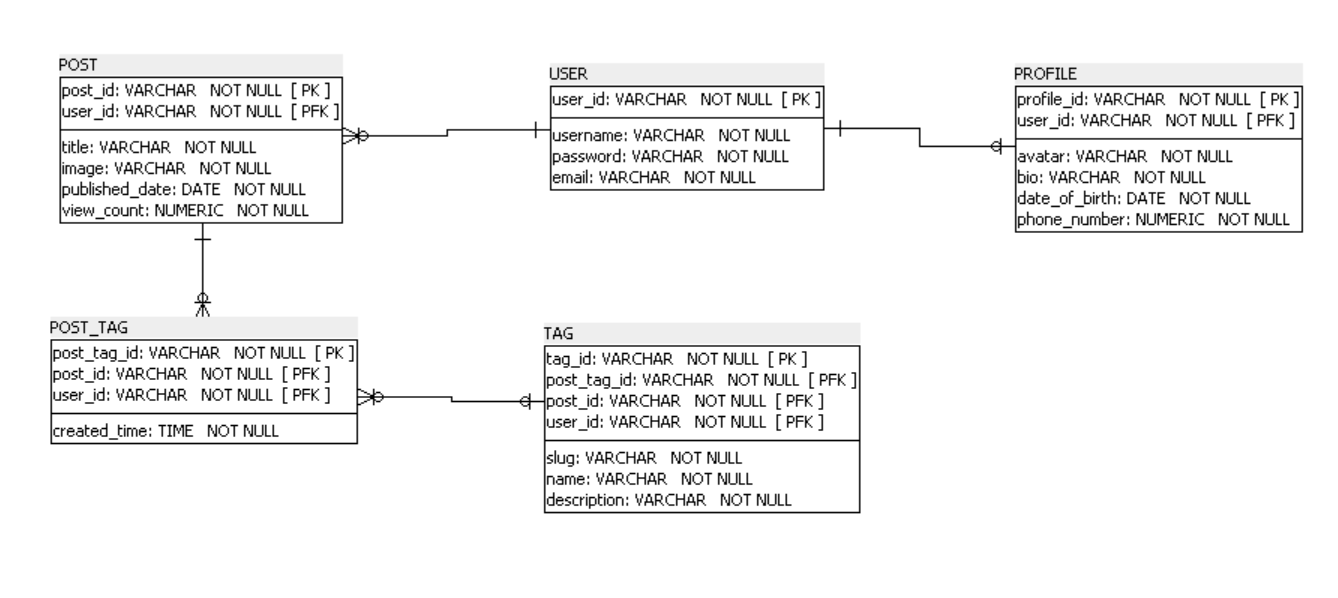 POST
post_id: VARCHAR NOT NULL [ PK ]
user_id: VARCHAR NOT NULL [ PFK ]
title: VARCHAR NOT NULL
image: VARCHAR NOT NULL
published_date: DATE NOT NULL
view_count: NUMERIC NOT NULL
USER
user_id: VARCHAR NOT NULL [ PK ]
username: VARCHAR NOT NULL
password: VARCHAR NOT NULL
email: VARCHAR NOT NULL
PROFILE
profile_id: VARCHAR NOT NULL [ PK ]
user_id: VARCHAR NOT NULL [ PFK ]
avatar: VARCHAR NOT NULL
bio: VARCHAR NOT NULL
date_of_birth: DATE NOT NULL
phone_number: NUMERIC NOT NULL
POST_TAG
post_tag_id: VARCHAR NOT NULL [ PK ]
post_id: VARCHAR NOT NULL [ PFK ]
user_id: VARCHAR NOT NULL [ PFK ]
created_time: TIME NOT NULL
TAG
tag_id: VARCHAR NOT NULL [ PK ]
post_tag_id: VARCHAR NOT NULL [ PFK ]
post_id: VARCHAR NOT NULL [ PFK ]
user_id: VARCHAR NOT NULL [ PFK ]
slug: VARCHAR NOT NULL
name: VARCHAR NOT NULL
description: VARCHAR NOT NULL